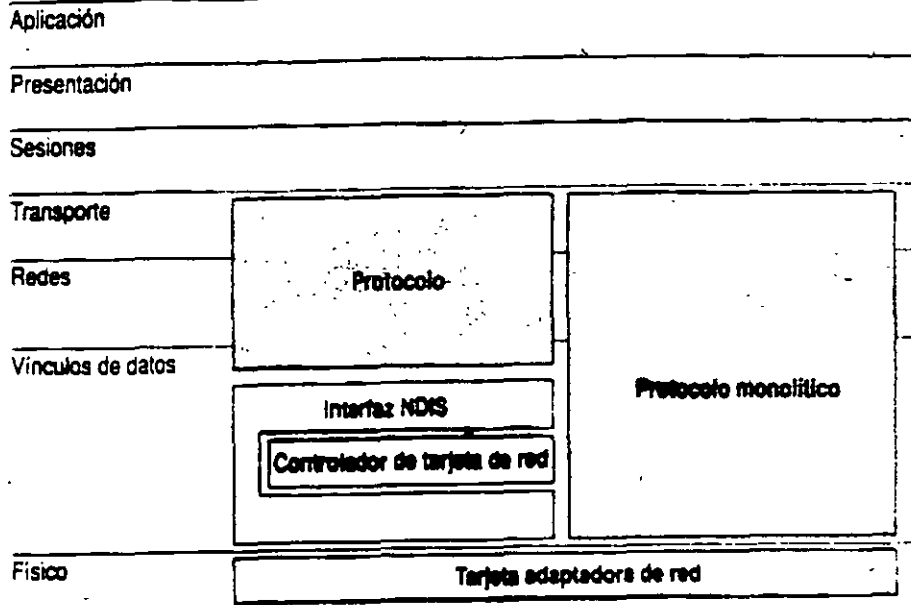 Aplicación
Presentación
Sesiones
Transporte
Redes
Protocolo
Vínculos de datos
Protocolo monolítico
Interfaz NDIS
Controlador de tarjeta de red
Físico
Tarjeta adaptadora de red